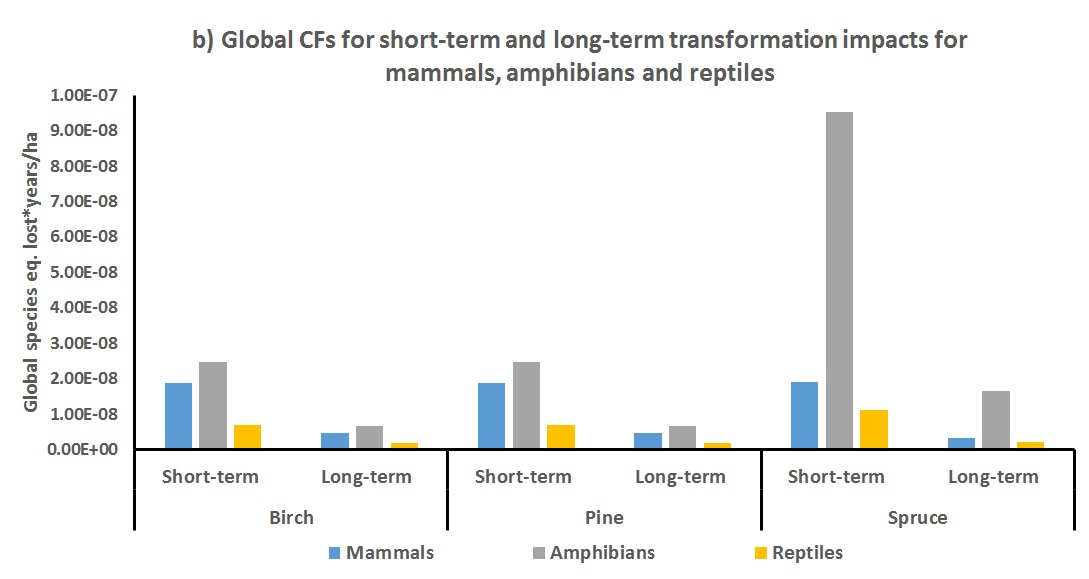 b) Global CFs for short-term and long-term transformation impacts for
mammals, amphibians and reptiles
Global species eq. lost*years/ha
1.00E-07
9.00E-08
8.00E-08
7.00E-08
6.00E-08
5.00E-08
4.00E-08
3.00E-08
2.00E-08
1.00E-08
0.00E+00
Short-term Long-term Short-term Long-term Short-term Long-term
Birch Pine Spruce
Mammals Amphibians Reptiles